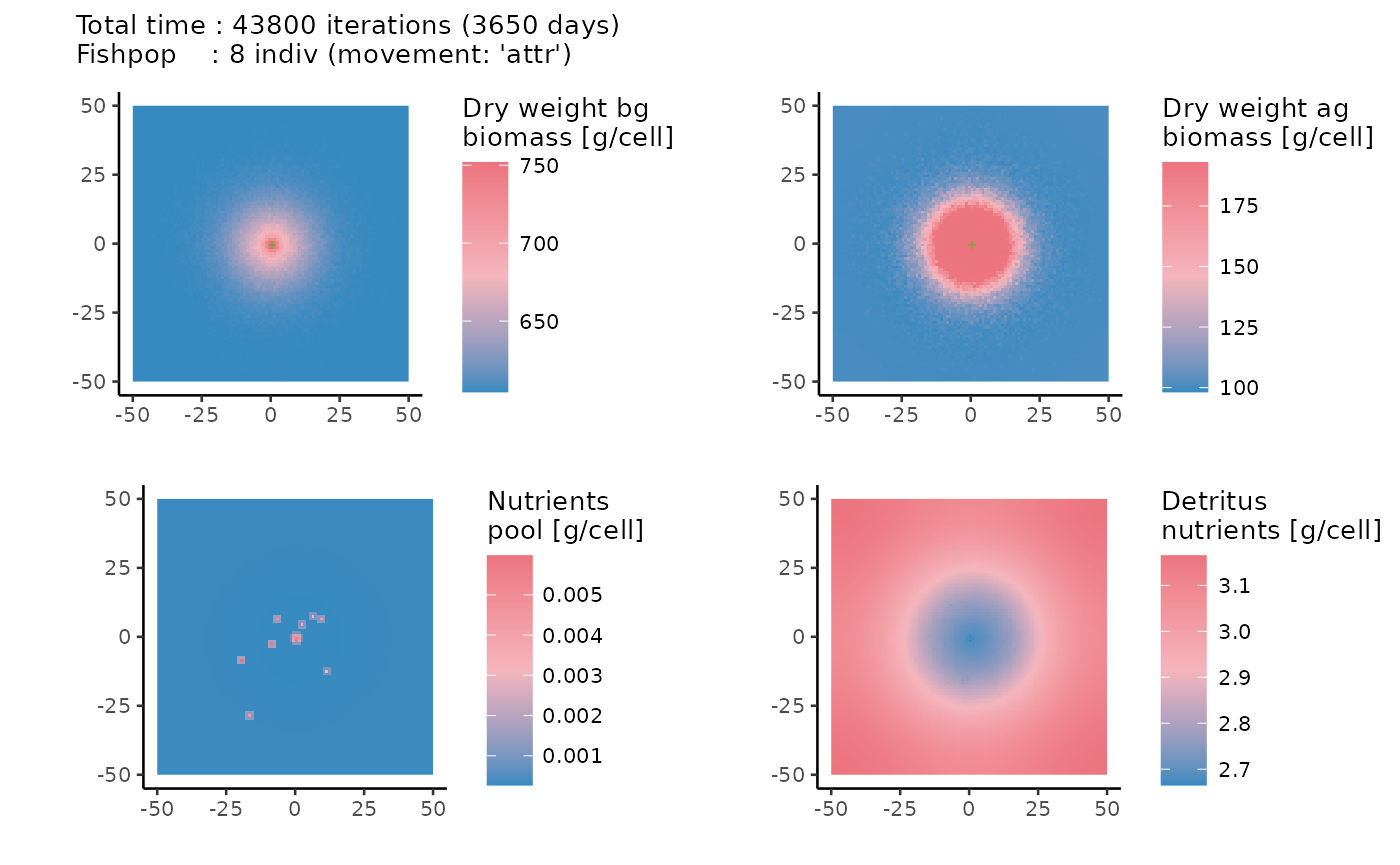 Total time : 43800 iterations (3650 days)
Fishpop : 8 indiv (movement: 'attr')
Dry weight bg
biomass [g/cell]
50
25
0
-25
-50
-50 -25 0 25 50
750
700
650
Dry weight ag
biomass [g/cell]
50
25
0
-25
-50
-50 -25 0 25 50
175
150
125
100
Nutrients
pool [g/cell]
50
25
0
-25
-50
-50 -25 0 25 50
0.005
0.004
0.003
0.002
0.001
Detritus
nutrients [g/cell]
50
25
0
-25
-50
-50 -25 0 25 50
3.1
3.0
2.9
2.8
2.7